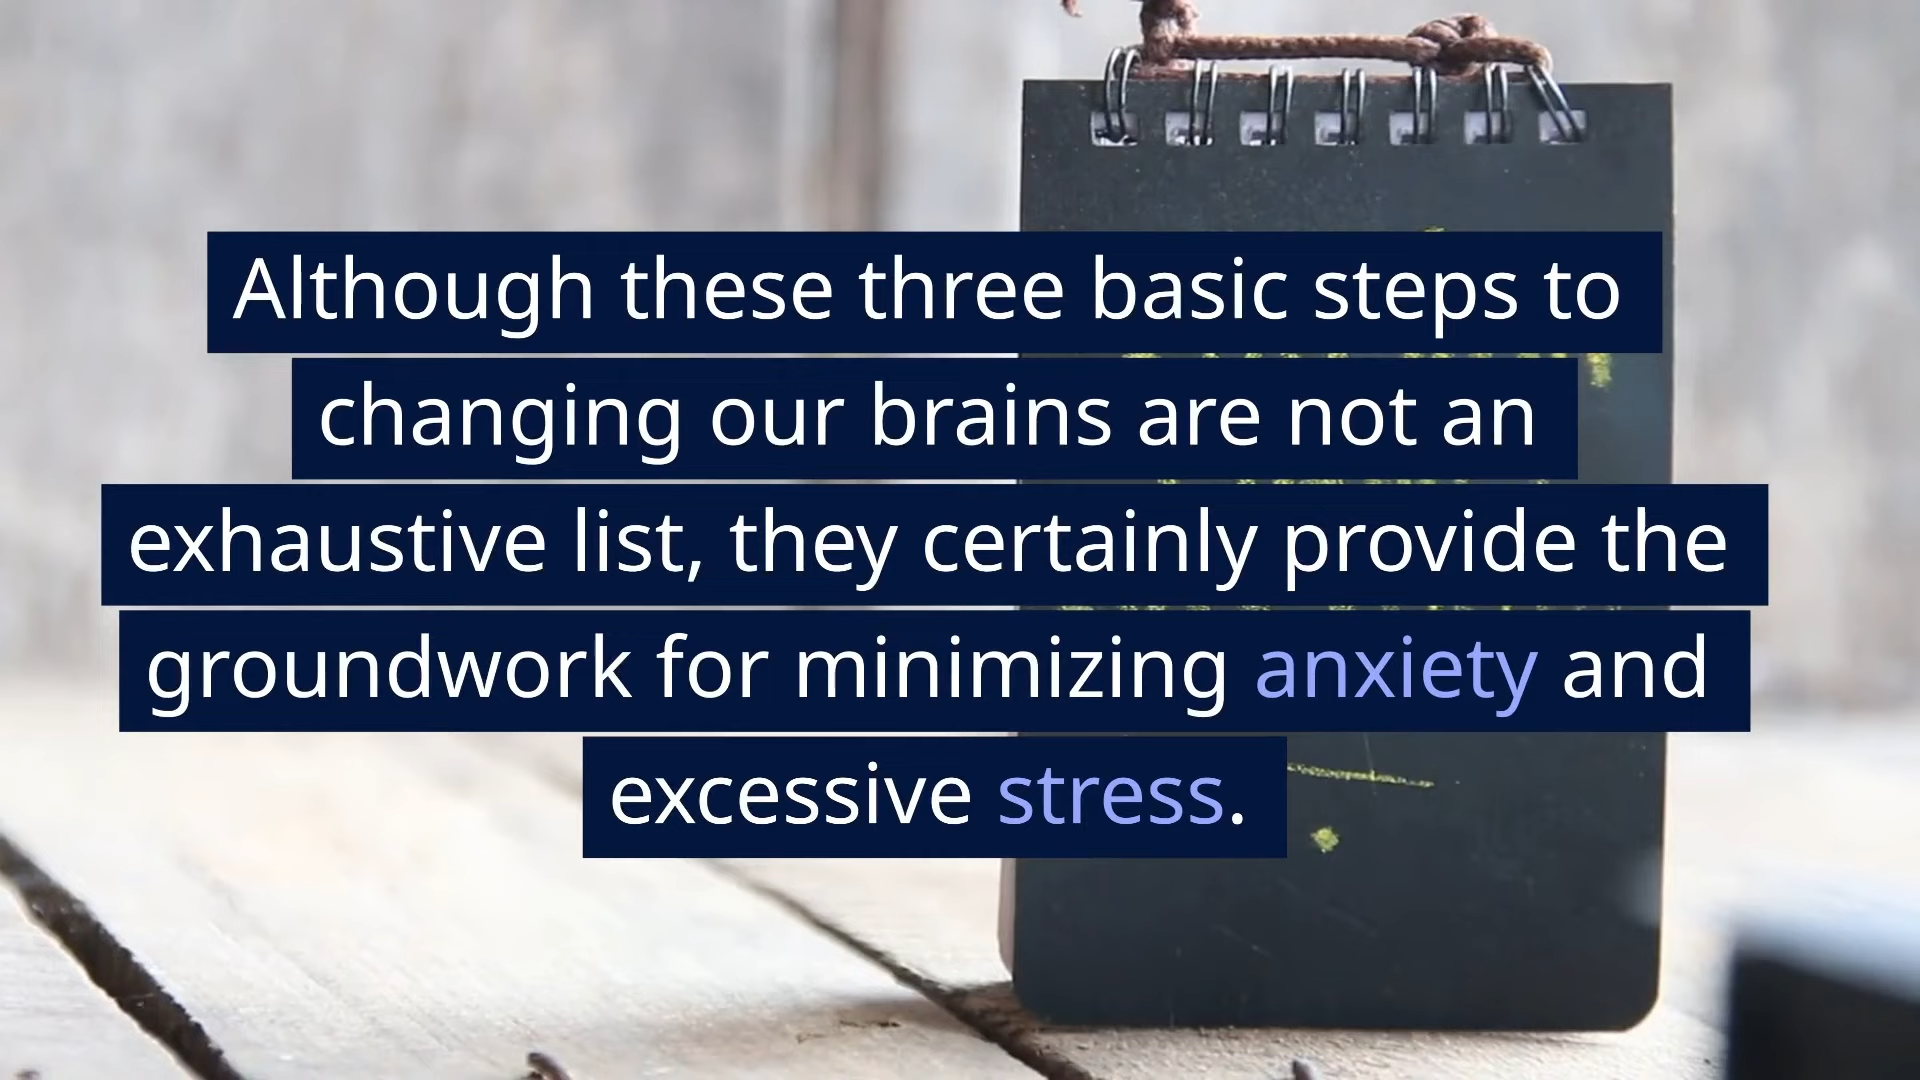 Although these three basic steps to
changing our brains are not an
exhaustive list, they certainly provide the
groundwork for minimizing anxiety and
excessive stress.